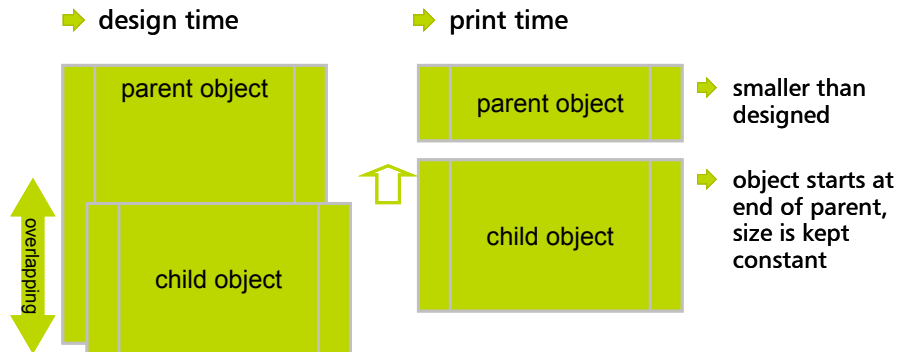 design time
print time
parent object
parent object
smaller than
designed
overlapping
child object
child object
object starts at
end of parent,
size is kept
constant